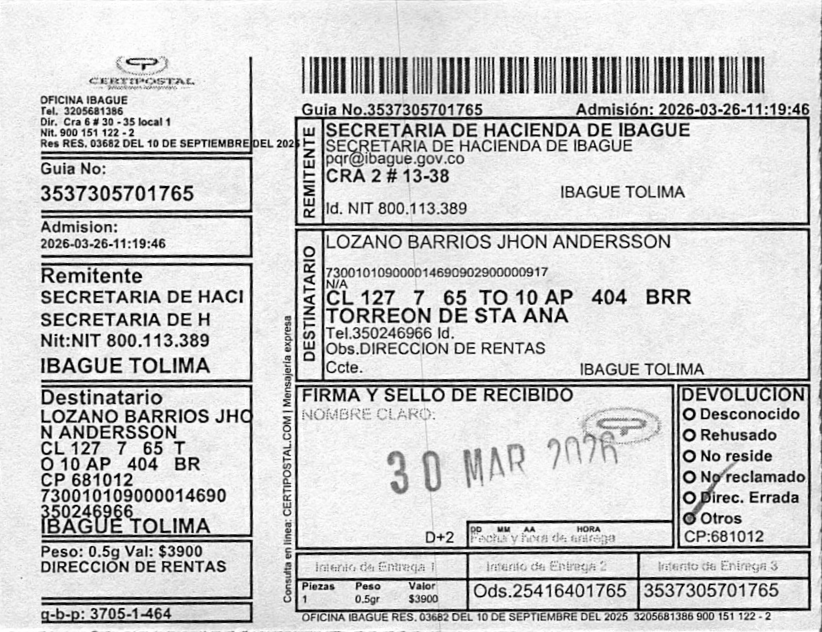 CERTIPOSTAL
OFICINA IBAGUE
Tel. 3205681386
Dir. Cra 6 # 30 - 35 local 1
Nit. 900 151 122 - 2
Res RES, 03682 DEL 10 DE SEPTIEMBRE DEL 2025
Guia No:
3537305701765
Admision:
2026-03-26-11:19:46
Remitente
SECRETARIA DE HACI
SECRETARIA DE H
Nit:NIT 800.113.389
IBAGUE TOLIMA
Destinatario
LOZANO BARRIOS JHO
N ANDERSSON
CL 127 7 65 T
O 10 AP 404 BR
CP 681012
730010109000014690
350246966
IBAGUE TOLIMA
Peso: 0.5g Val: $3900
DIRECCIÓN DE RENTAS
g-b-p: 3705-1-464
Consulta en línea: CERTIPOSTAL.COM | Mensajería expresa
Guia No.3537305701765 Admisión: 2026-03-26-11:19:46
REMITENTE
SECRETARIA DE HACIENDA DE IBAGUE
SECRETARIA DE HACIENDA DE IBAGUE
pqr@ibague.gov.co
CRA 2 # 13-38
IBAGUE TOLIMA
Id. NIT 800.113.389
DESTINATARIO
LOZANO BARRIOS JHON ANDERSSON
730010109000014690902900000917
N/A
CL 127 7 65 TO 10 AP 404 BRR
TORREON DE STA ANA
Tel.350246966 Id.
Obs.DIRECCION DE RENTAS
Ccte. IBAGUE TOLIMA
FIRMA Y SELLO DE RECIBIDO
NOMBRE CLARO:
30 MAR 2026
D+2
DD MM AA HORA
Fecha y hora de entrega
DEVOLUCION
Desconocido
Rehusado
No reside
No reclamado
Direc. Errada
Otros
CP:681012
Intento de Entrega 1 Intento de Entrega 2 Intento de Entrega 3
Piezas Peso Valor
1 0.5gr $3900
Ods.25416401765 3537305701765
OFICINA IBAGUE RES, 03682 DEL 10 DE SEPTIEMBRE DEL 2025 3205681386 900 151 122 - 2